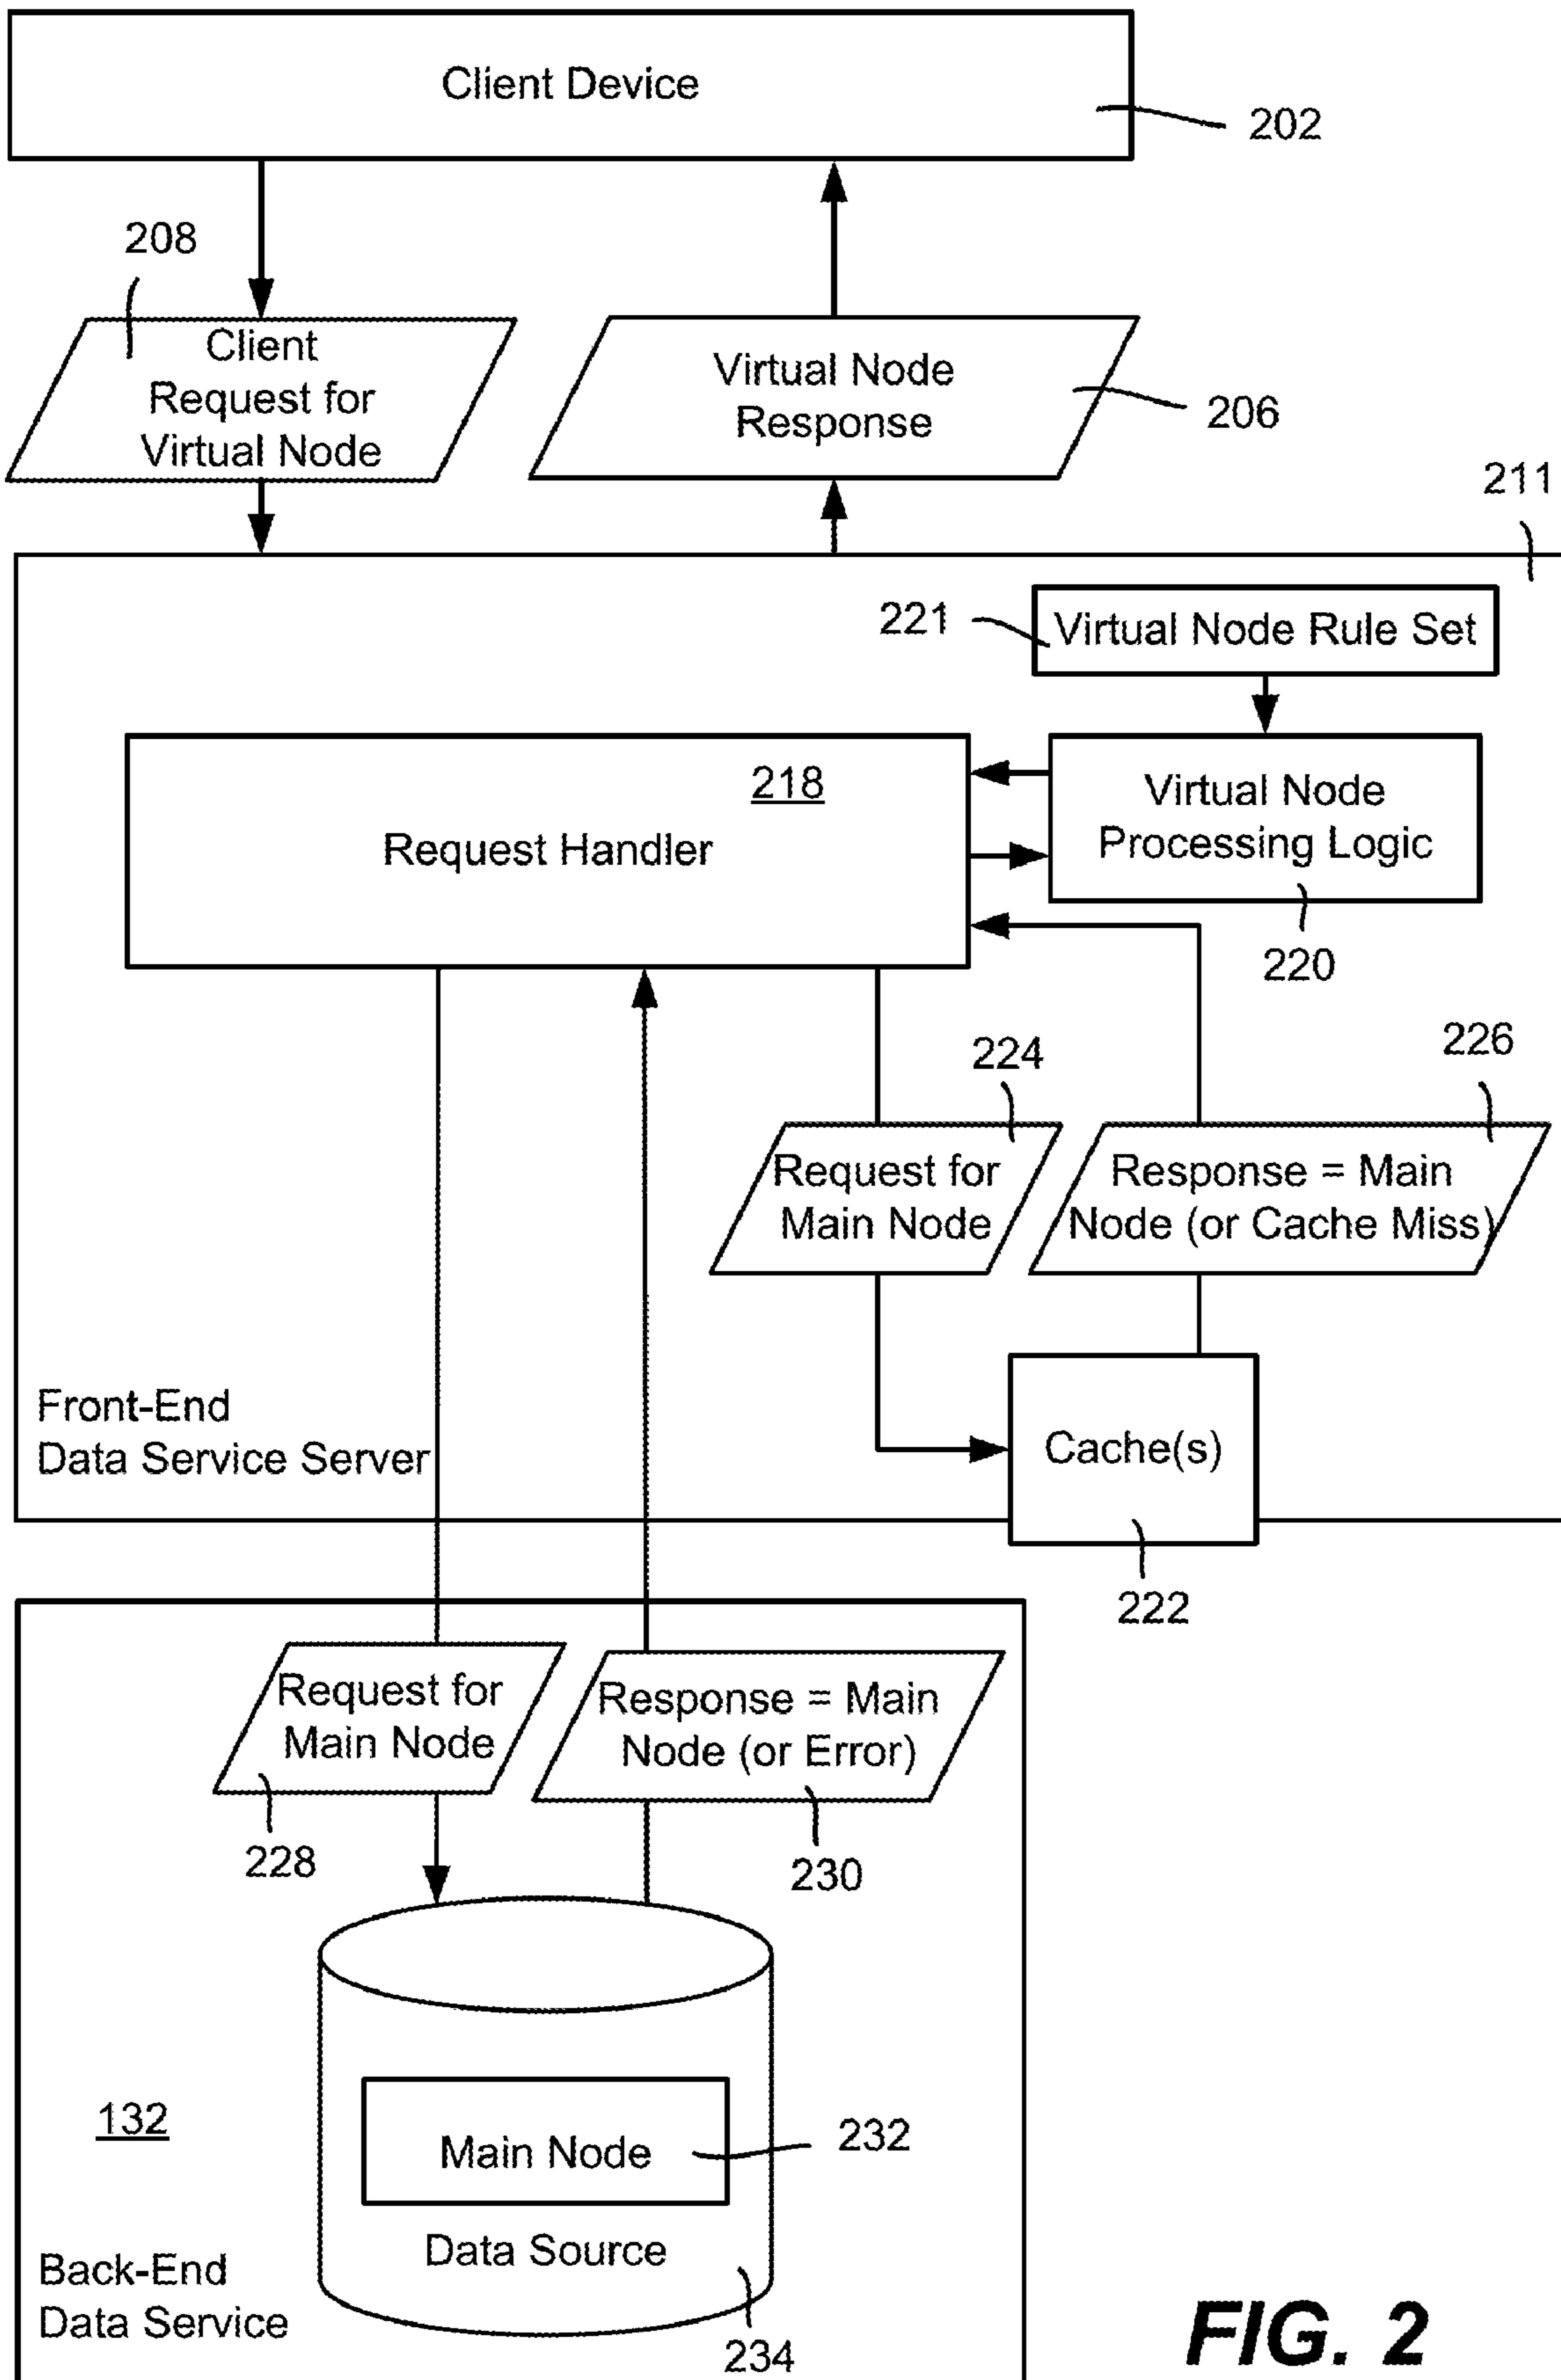 Client Device
202
208
Client
Request for
Virtual Node
Virtual Node
Response
206
211
221
Virtual Node Rule Set
218
Request Handler
Virtual Node
Processing Logic
220
224
226
Request for
Main Node
Response = Main
Node (or Cache Miss)
Front-End
Data Service Server
Cache(s)
222
Request for
Main Node
Response = Main
Node (or Error)
228
230
132
Main Node
232
Data Source
Back-End
Data Service
234
FIG. 2